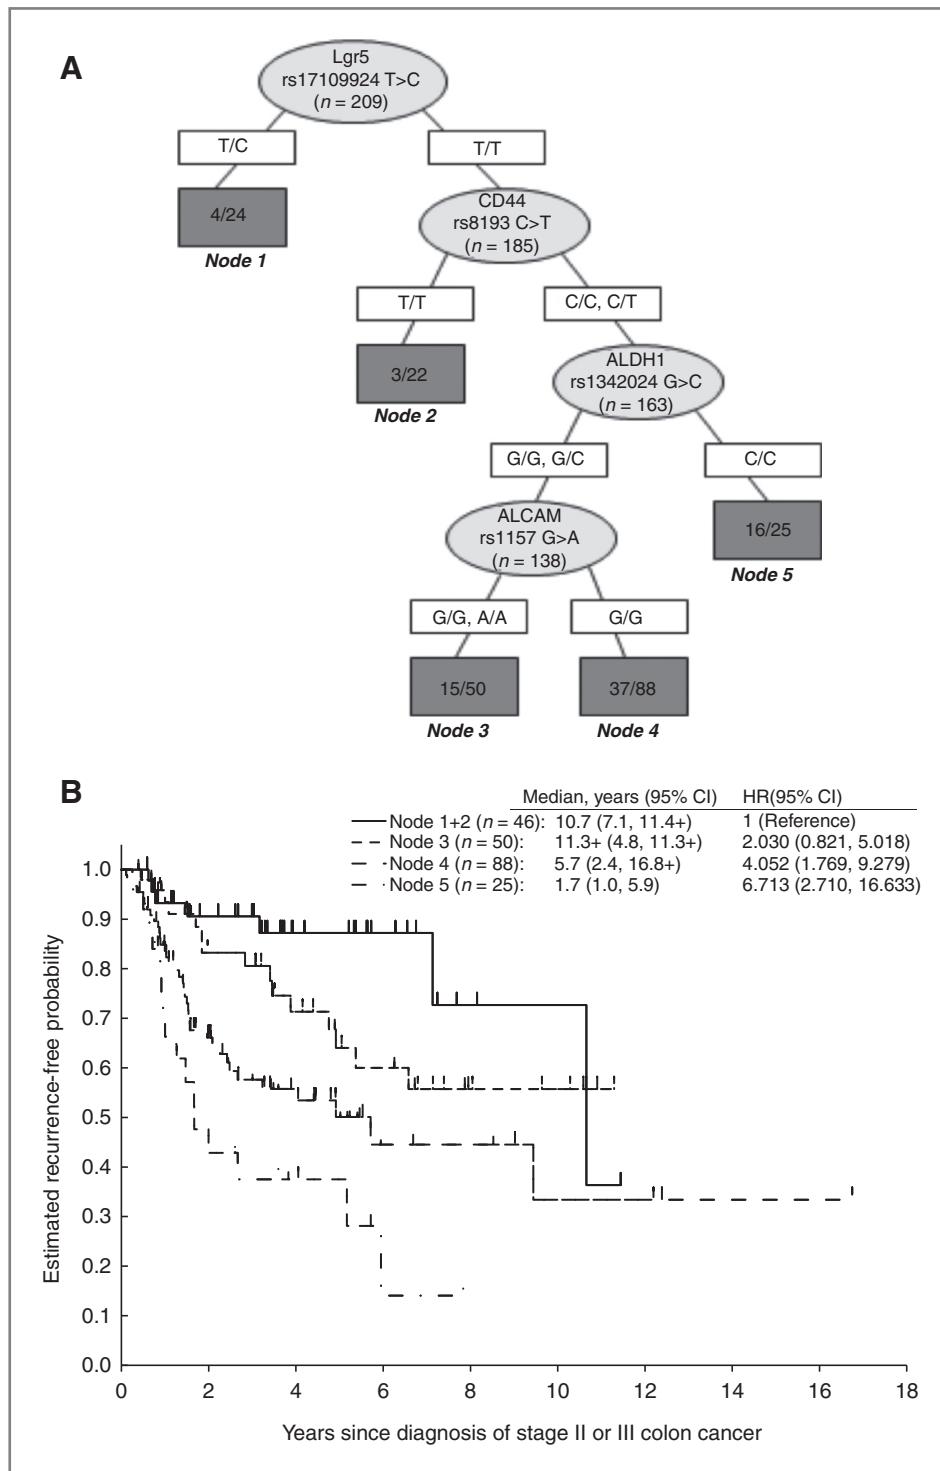 A
Lgr5
rs17109924 T>C
(n = 209)
T/C
T/T
4/24
Node 1
CD44
rs8193 C>T
(n = 185)
T/T
C/C, C/T
3/22
Node 2
ALDH1
rs1342024 G>C
(n = 163)
G/G, G/C
C/C
ALCAM
rs1157 G>A
(n = 138)
16/25
Node 5
G/G, A/A
G/G
15/50
37/88
Node 3
Node 4
B
Median, years (95% CI) HR(95% CI)
Node 1+2 (n = 46): 10.7 (7.1, 11.4+) 1 (Reference)
Node 3 (n = 50): 11.3+ (4.8, 11.3+) 2.030 (0.821, 5.018)
Node 4 (n = 88): 5.7 (2.4, 16.8+) 4.052 (1.769, 9.279)
Node 5 (n = 25): 1.7 (1.0, 5.9) 6.713 (2.710, 16.633)
Estimated recurrence-free probability
1.0
0.9
0.8
0.7
0.6
0.5
0.4
0.3
0.2
0.1
0.0
0 2 4 6 8 10 12 14 16 18
Years since diagnosis of stage II or III colon cancer